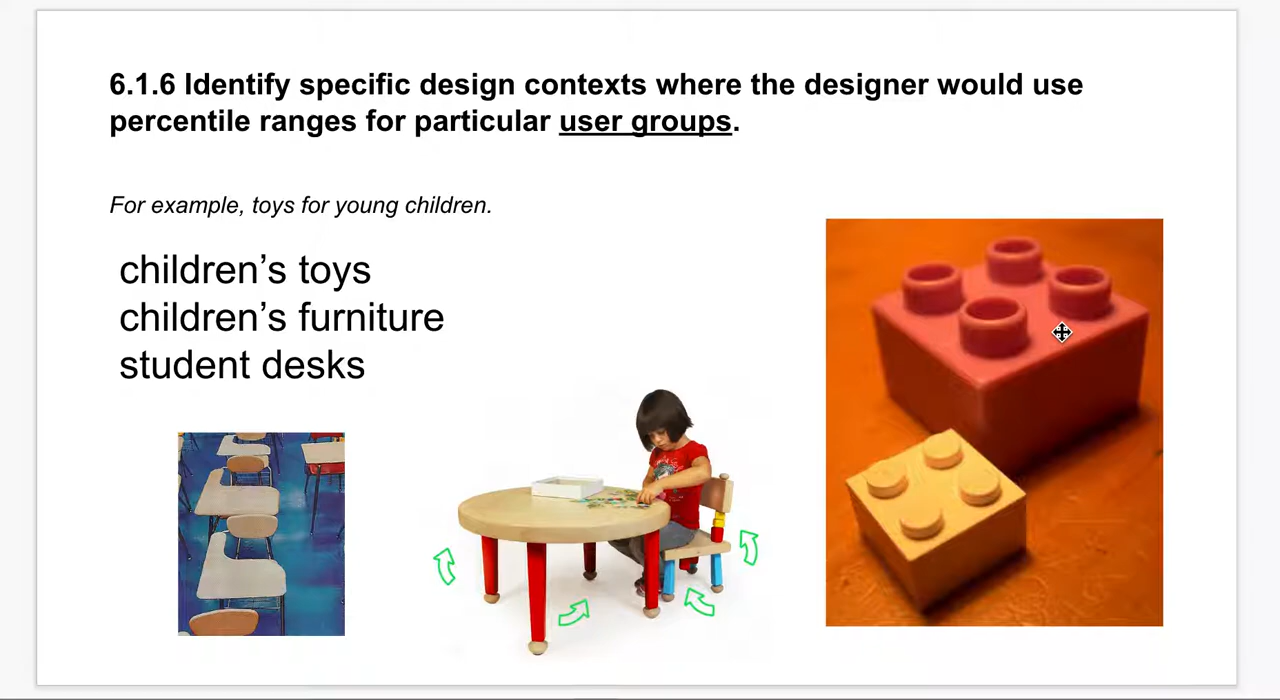 6.1.6 Identify specific design contexts where the designer would use
percentile ranges for particular user groups.
For example, toys for young children.
children’s toys
children’s furniture
student desks